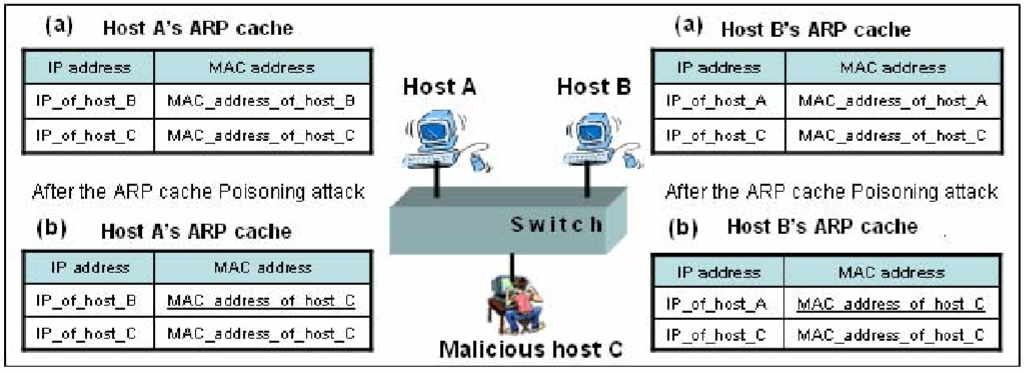 (a) Host A's ARP cache
IP address MAC address
IP_of_host_B MAC_address_of_host_B
IP_of_host_C MAC_address_of_host_C
After the ARP cache Poisoning attack
(b) Host A's ARP cache
IP address MAC address
IP_of_host_B MAC_address_of_host_C
IP_of_host_C MAC_address_of_host_C
Host A
Host B
Switch
Malicious host C
(a) Host B's ARP cache
IP address MAC address
IP_of_host_A MAC_address_of_host_A
IP_of_host_C MAC_address_of_host_C
After the ARP cache Poisoning attack
(b) Host B's ARP cache
IP address MAC address
IP_of_host_A MAC_address_of_host_C
IP_of_host_C MAC_address_of_host_C